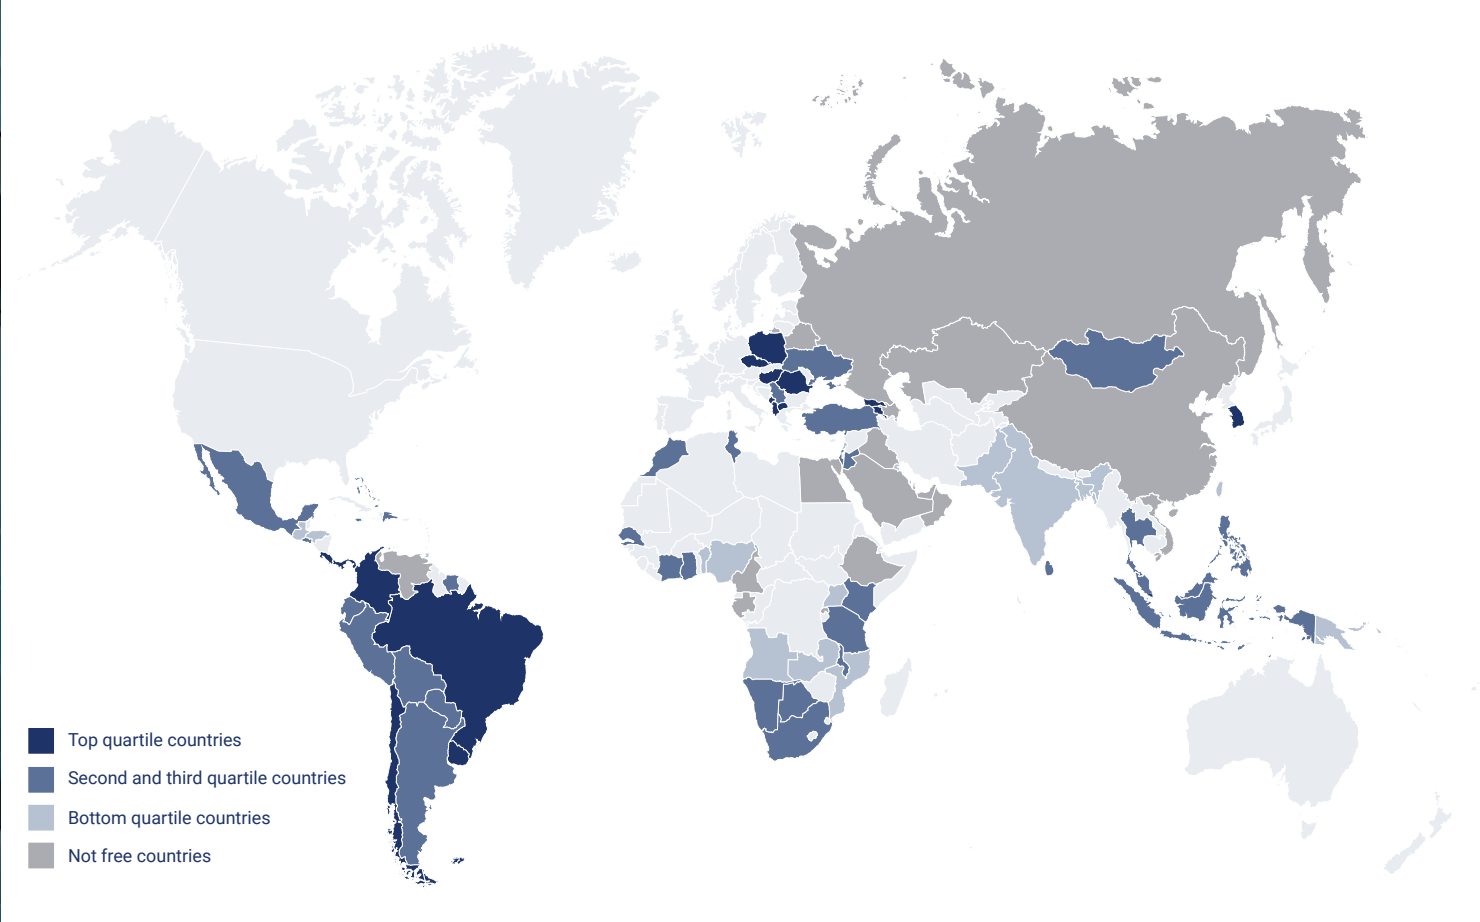 Top quartile countries
Second and third quartile countries
Bottom quartile countries
Not free countries